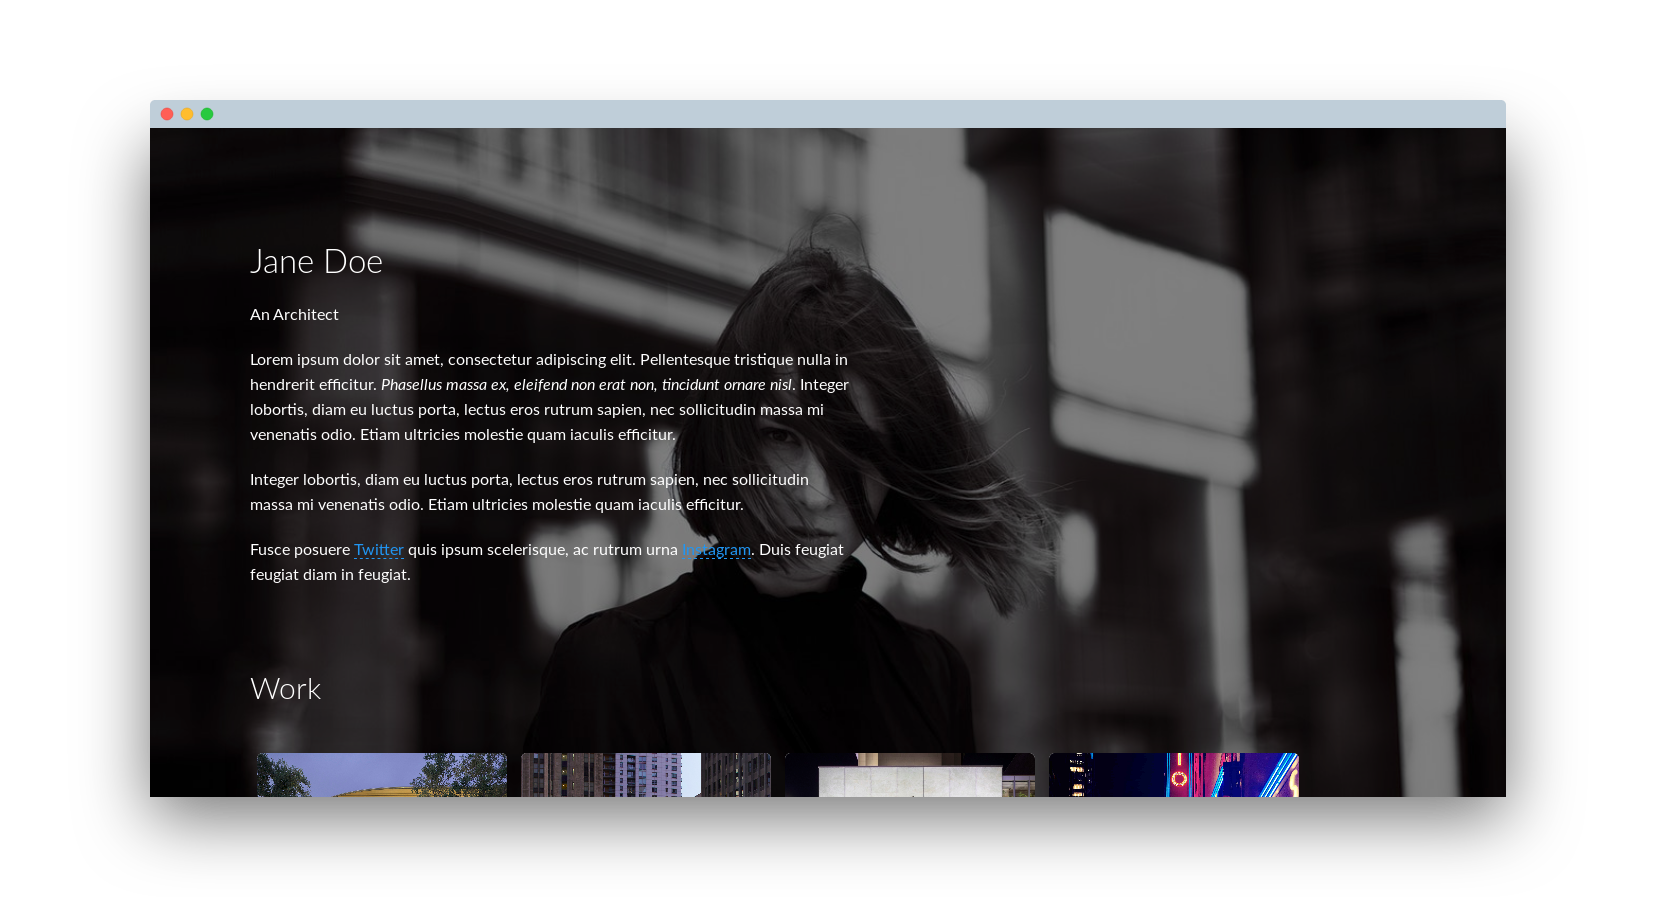 Jane Doe
An Architect
Lorem ipsum dolor sit amet, consectetur adipiscing elit. Pellentesque tristique nulla in
hendrerit efficitur. Phasellus massa ex, eleifend non erat non, tincidunt ornare nisl. Integer
lobortis, diam eu luctus porta, lectus eros rutrum sapien, nec sollicitudin massa mi
venenatis odio. Etiam ultricies molestie quam iaculis efficitur.
Integer lobortis, diam eu luctus porta, lectus eros rutrum sapien, nec sollicitudin
massa mi venenatis odio. Etiam ultricies molestie quam iaculis efficitur.
Fusce posuere Twitter quis ipsum scelerisque, ac rutrum urna Instagram. Duis feugiat
feugiat diam in feugiat.
Work